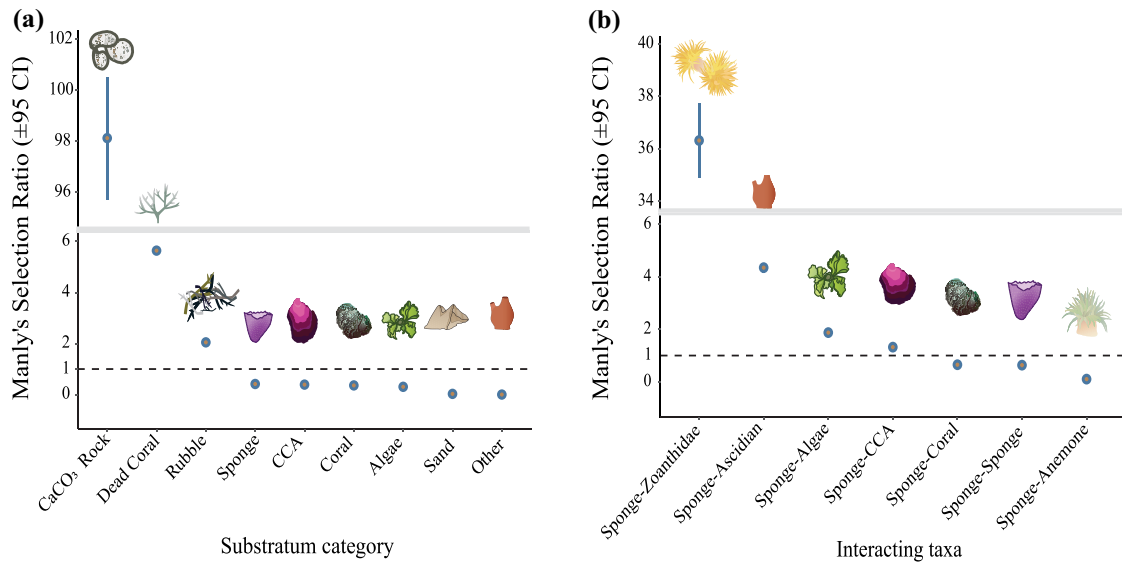 (a)
Manly's Selection Ratio (±95 CI)
102
100
98
96
6
4
2
1
0
CaCO₃ Rock
Dead Coral
Rubble
Sponge
CCA
Coral
Algae
Sand
Other
Substratum category
(b)
Manly's Selection Ratio (±95 CI)
40
38
36
34
6
4
2
1
0
Sponge-Zoanthidae
Sponge-Ascidian
Sponge-Algae
Sponge-CCA
Sponge-Coral
Sponge-Sponge
Sponge-Anemone
Interacting taxa